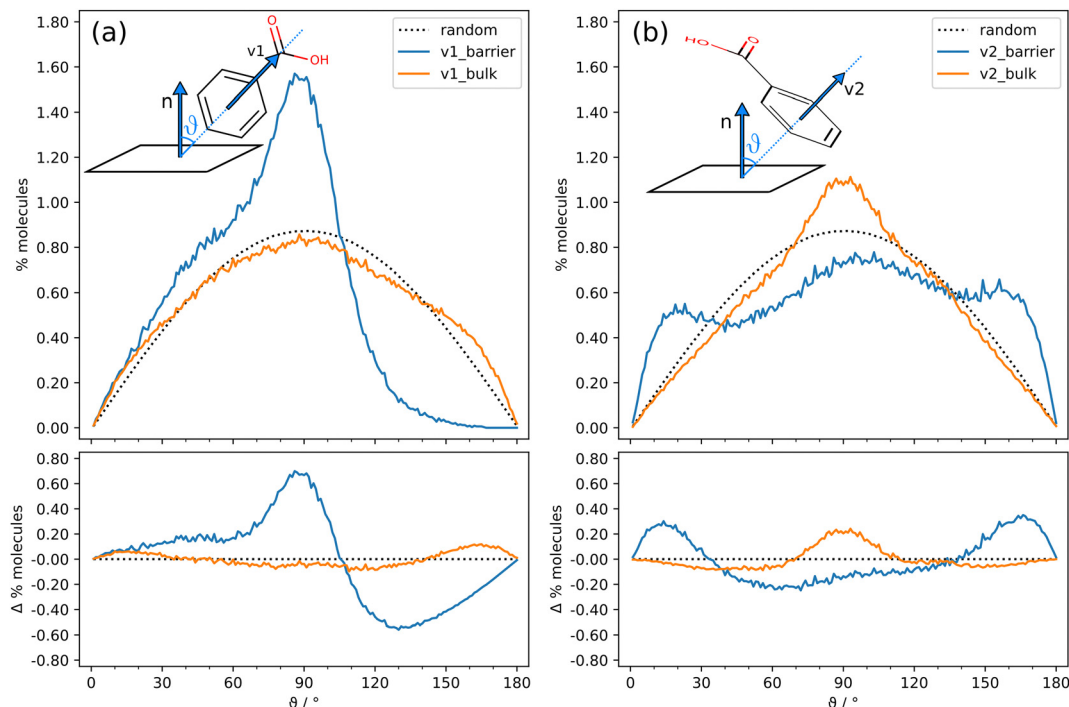 (a)
random
v1_barrier
v1_bulk
O
OH
v1
n
ϑ
% molecules
1.80
1.60
1.40
1.20
1.00
0.80
0.60
0.40
0.20
0.00
(b)
random
v2_barrier
v2_bulk
HO
O
v2
n
ϑ
% molecules
1.80
1.60
1.40
1.20
1.00
0.80
0.60
0.40
0.20
0.00
Δ % molecules
0.80
0.60
0.40
0.20
-0.00
-0.20
-0.40
-0.60
-0.80
0 30 60 90 120 150 180
ϑ / °
Δ % molecules
0.80
0.60
0.40
0.20
-0.00
-0.20
-0.40
-0.60
-0.80
0 30 60 90 120 150 180
ϑ / °